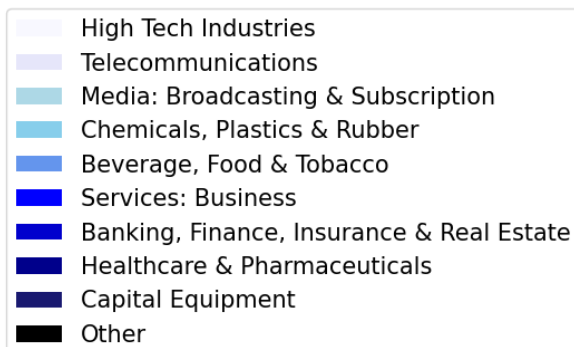 High Tech Industries
Telecommunications
Media: Broadcasting & Subscription
Chemicals, Plastics & Rubber
Beverage, Food & Tobacco
Services: Business
Banking, Finance, Insurance & Real Estate
Healthcare & Pharmaceuticals
Capital Equipment
Other